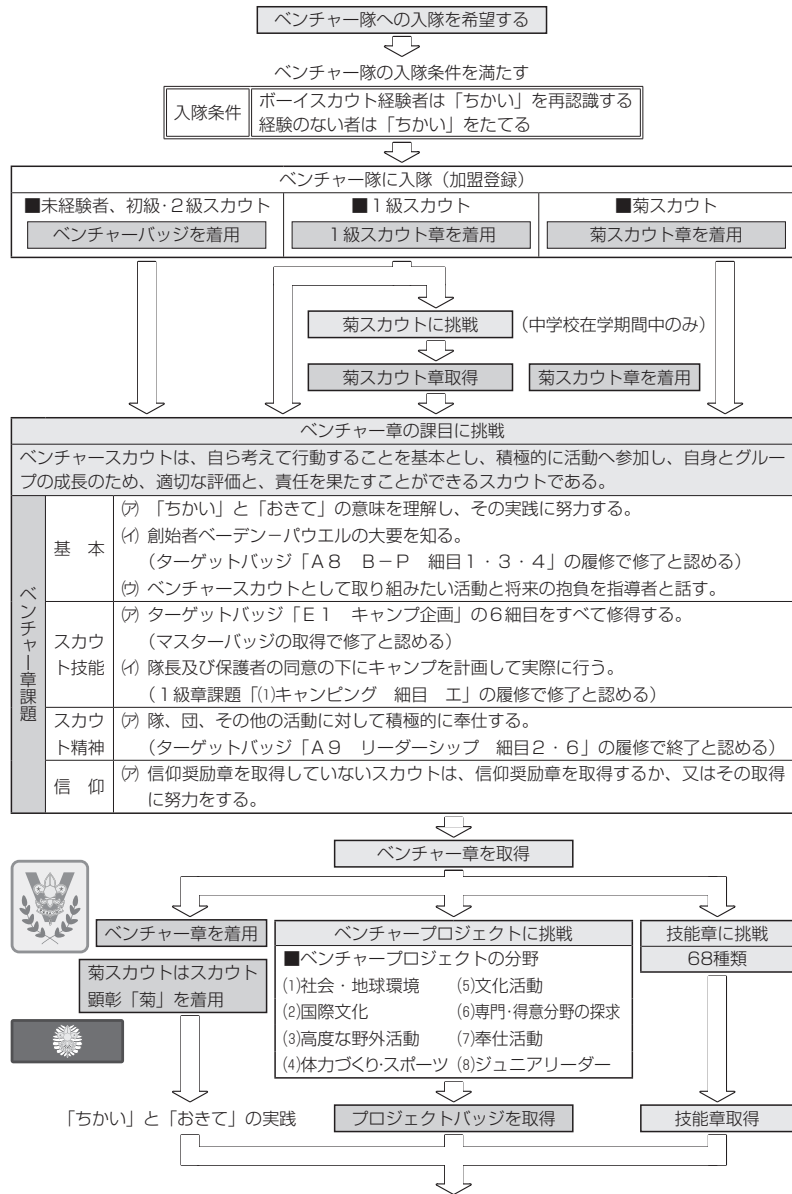 ベンチャー隊への入隊を希望する
ベンチャー隊の入隊条件を満たす
入隊条件
ボーイスカウト経験者は「ちかい」を再認識する
経験のない者は「ちかい」をたてる
ベンチャー隊に入隊（加盟登録）
■未経験者、初級･２級スカウト
ベンチャーバッジを着用
■１級スカウト
１級スカウト章を着用
■菊スカウト
菊スカウト章を着用
菊スカウトに挑戦 （中学校在学期間中のみ）
菊スカウト章取得 菊スカウト章を着用
ベンチャー章の課目に挑戦
ベンチャースカウトは、自ら考えて行動することを基本とし、積極的に活動へ参加し、自身とグルー
プの成長のため、適切な評価と、責任を果たすことができるスカウトである。
ベンチャー章課題
基　本
㋐ 「ちかい」と「おきて」の意味を理解し、その実践に努力する。
㋑ 創始者ベーデン－パウエルの大要を知る。
（ターゲットバッジ「Ａ８　Ｂ－Ｐ　細目１・３・４」の履修で修了と認める）
㋒ ベンチャースカウトとして取り組みたい活動と将来の抱負を指導者と話す。
スカウ
ト技能
㋐ ターゲットバッジ「Ｅ１　キャンプ企画」の６細目をすべて修得する。
（マスターバッジの取得で修了と認める）
㋑ 隊長及び保護者の同意の下にキャンプを計画して実際に行う。
（１級章課題「⑴キャンピング　細目　エ」の履修で修了と認める）
スカウ
ト精神
㋐ 隊、団、その他の活動に対して積極的に奉仕する。
（ターゲットバッジ「Ａ９　リーダーシップ　細目２・６」の履修で終了と認める）
信　仰
㋐ 信仰奨励章を取得していないスカウトは、信仰奨励章を取得するか、又はその取得
に努力をする。
ベンチャー章を取得
V
ベンチャー章を着用
菊スカウトはスカウト
顕彰「菊」を着用
「ちかい」と「おきて」の実践
ベンチャープロジェクトに挑戦
■ベンチャープロジェクトの分野
⑴社会・地球環境
⑵国際文化
⑶高度な野外活動
⑷体力づくり･スポーツ
⑸文化活動
⑹専門･得意分野の探求
⑺奉仕活動
⑻ジュニアリーダー
プロジェクトバッジを取得
技能章に挑戦
68種類
技能章取得